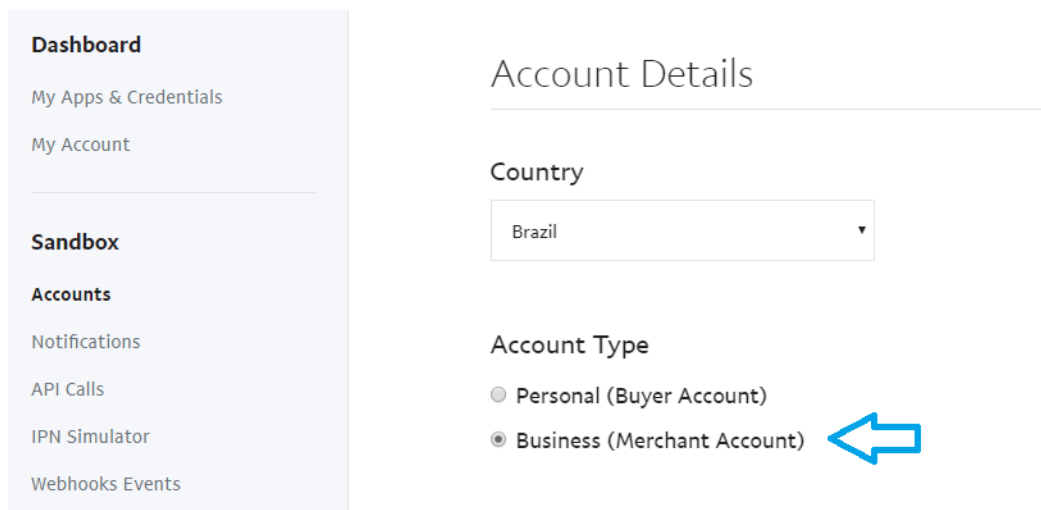 Dashboard
My Apps & Credentials
My Account
Sandbox
Accounts
Notifications
API Calls
IPN Simulator
Webhooks Events
Account Details
Country
Brazil
Account Type
Personal (Buyer Account)
Business (Merchant Account)